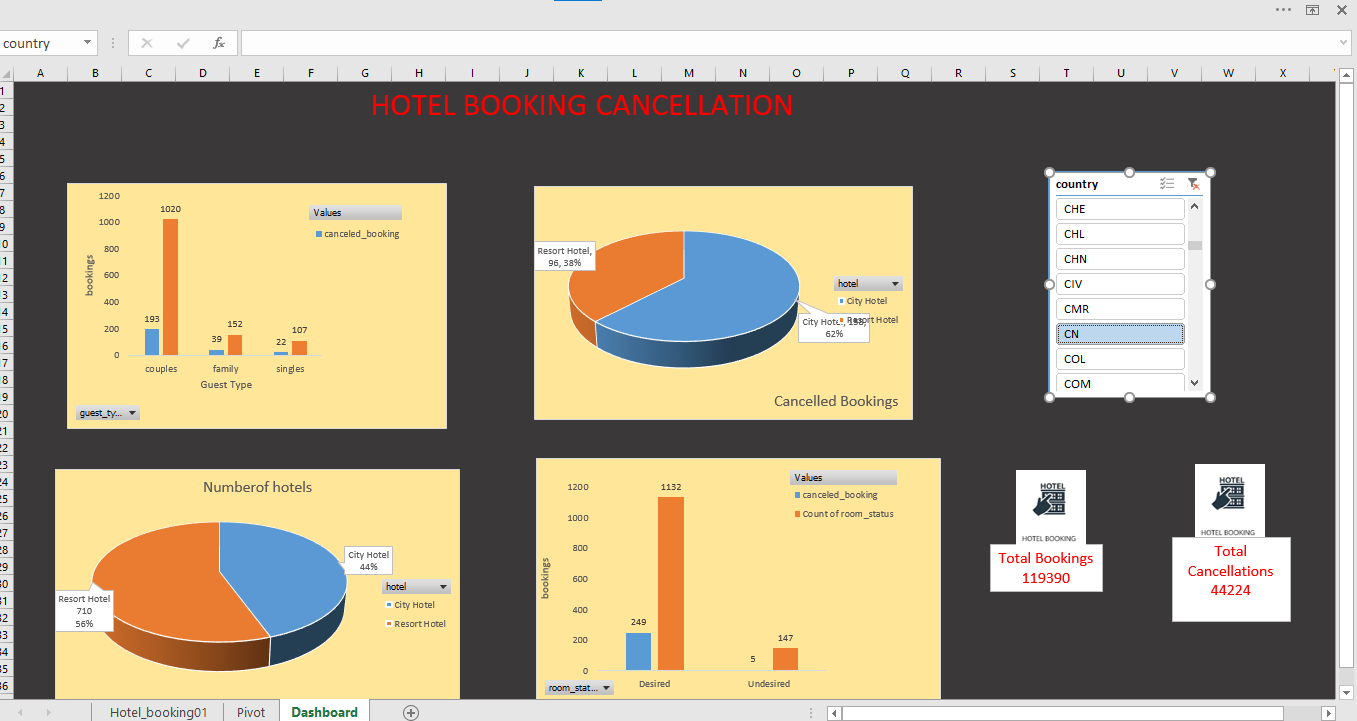 country
fx
A B C D E F G H I J K L M N O P Q R S T U V W X
HOTEL BOOKING CANCELLATION
1200
1000
800
600
400
200
0
bookings
193
1020
39
152
22
107
couples
family
singles
Guest Type
Values
canceled_booking
guest_ty...
Resort Hotel,
96, 38%
hotel
City Hotel
Resort Hotel
City Hote
62%
Cancelled Bookings
country
CHE
CHL
CHN
CIV
CMR
CN
COL
COM
Numberof hotels
City Hotel
44%
Resort Hotel
710
56%
hotel
City Hotel
Resort Hotel
1200
1000
800
600
400
200
0
bookings
249
1132
5
147
Desired
Undesired
Values
canceled_booking
Count of room_status
room_stat...
HOTEL
HOTEL BOOKING
Total Bookings
119390
HOTEL
HOTEL BOOKING
Total
Cancellations
44224
Hotel_booking01
Pivot
Dashboard